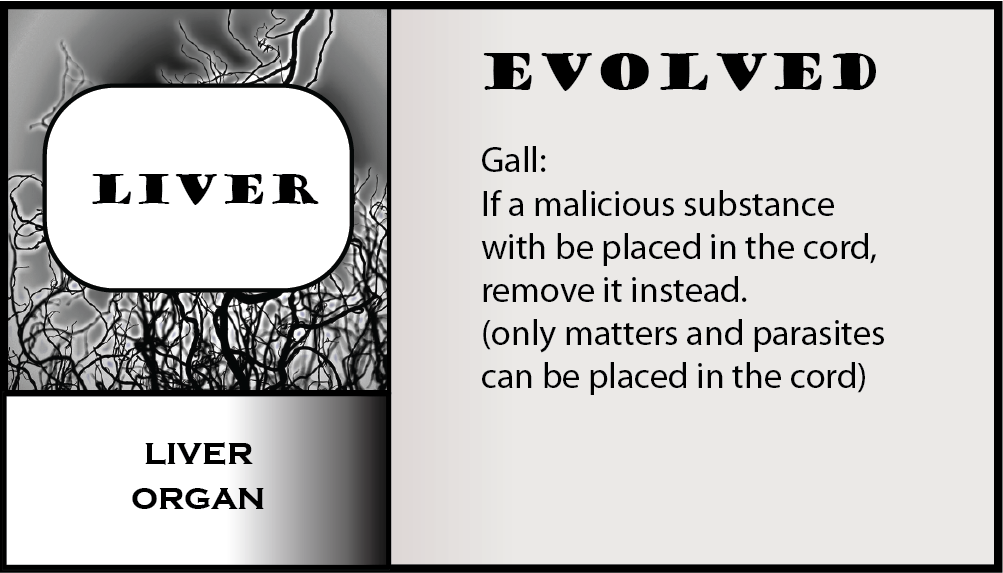 LIVER
LIVER
ORGAN
EVOLVED
Gall:
If a malicious substance
with be placed in the cord,
remove it instead.
(only matters and parasites
can be placed in the cord)